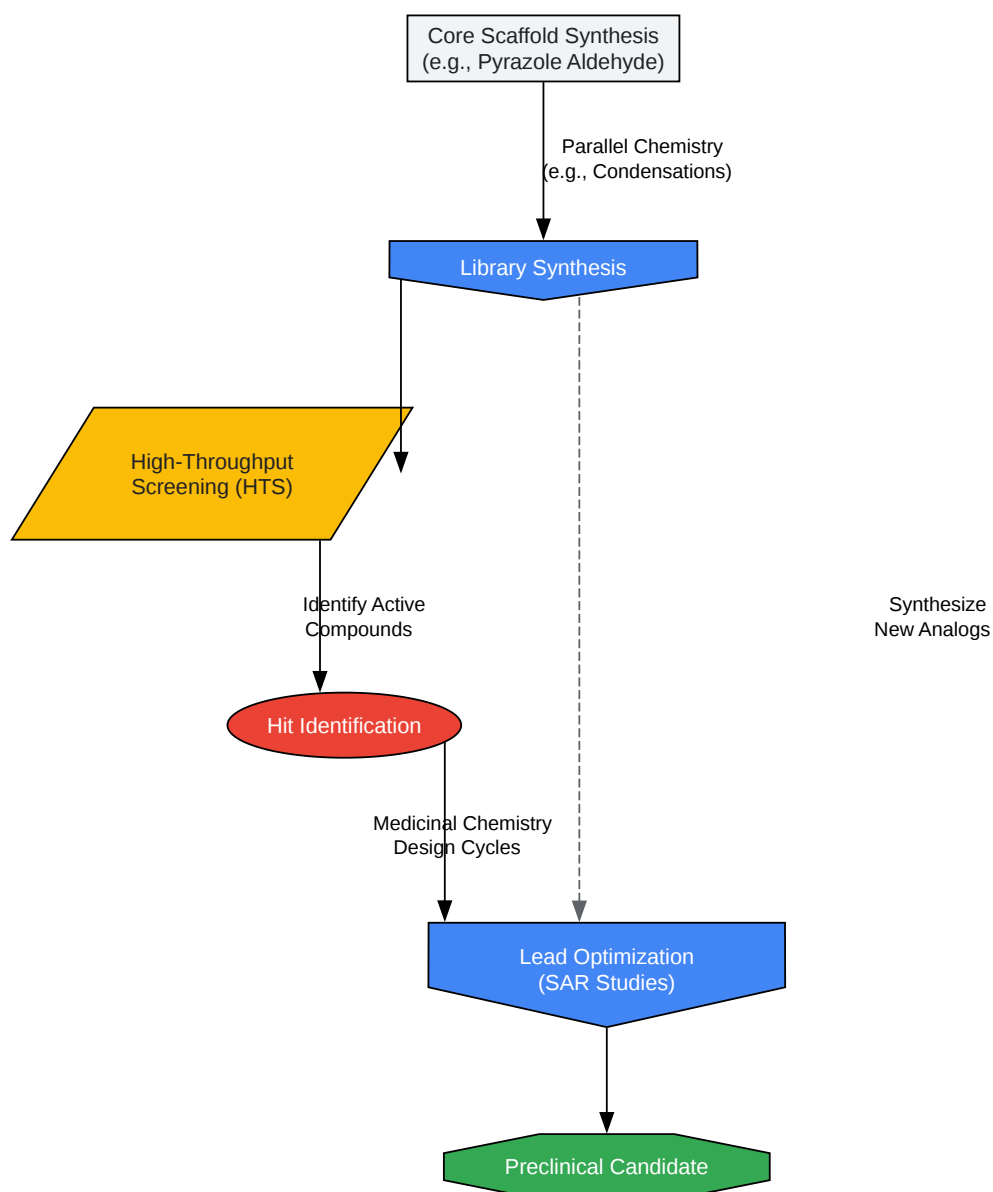 Core Scaffold Synthesis
(e.g., Pyrazole Aldehyde)
Parallel Chemistry
(e.g., Condensations)
Library Synthesis
High-Throughput
Screening (HTS)
Identify Active
Compounds
Synthesize
New Analogs
Hit Identification
Medicinal Chemistry
Design Cycles
Lead Optimization
(SAR Studies)
Preclinical Candidate